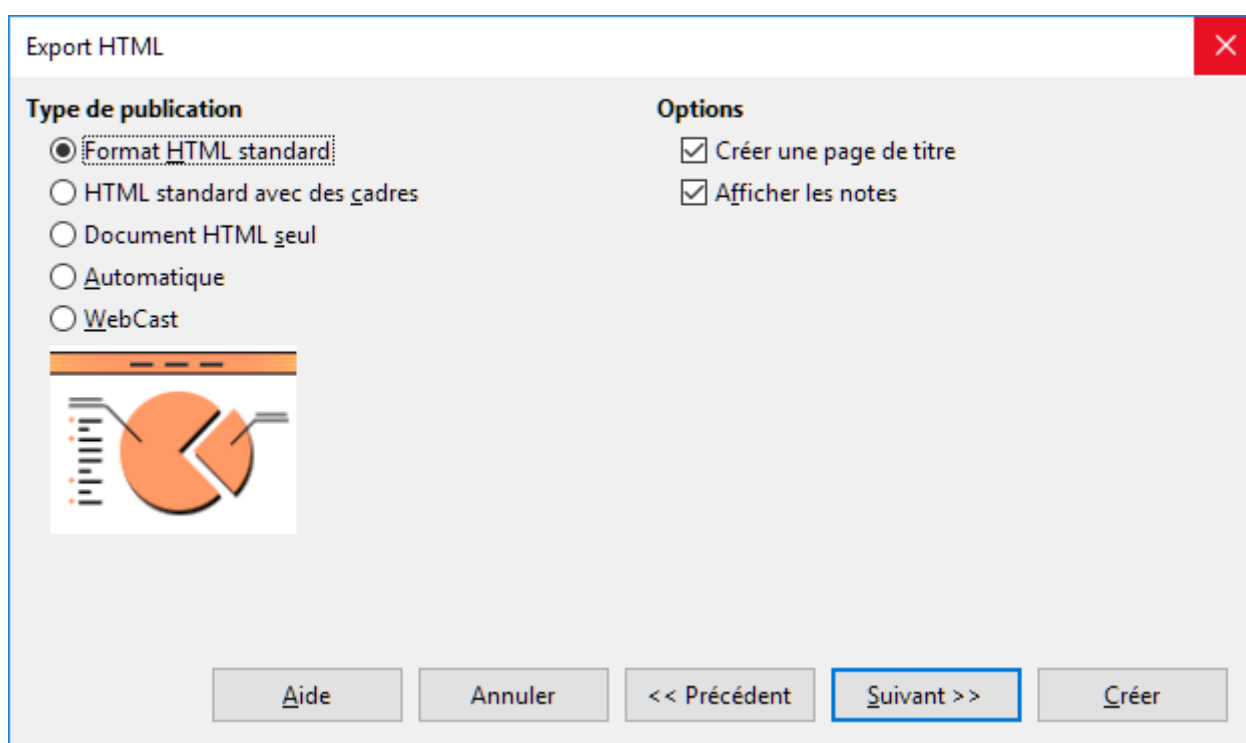 Export HTML
Type de publication
Format HTML standard
HTML standard avec des cadres
Document HTML seul
Automatique
WebCast
Options
Créer une page de titre
Afficher les notes
Aide
Annuler
<< Précédent
Suivant >>
Créer